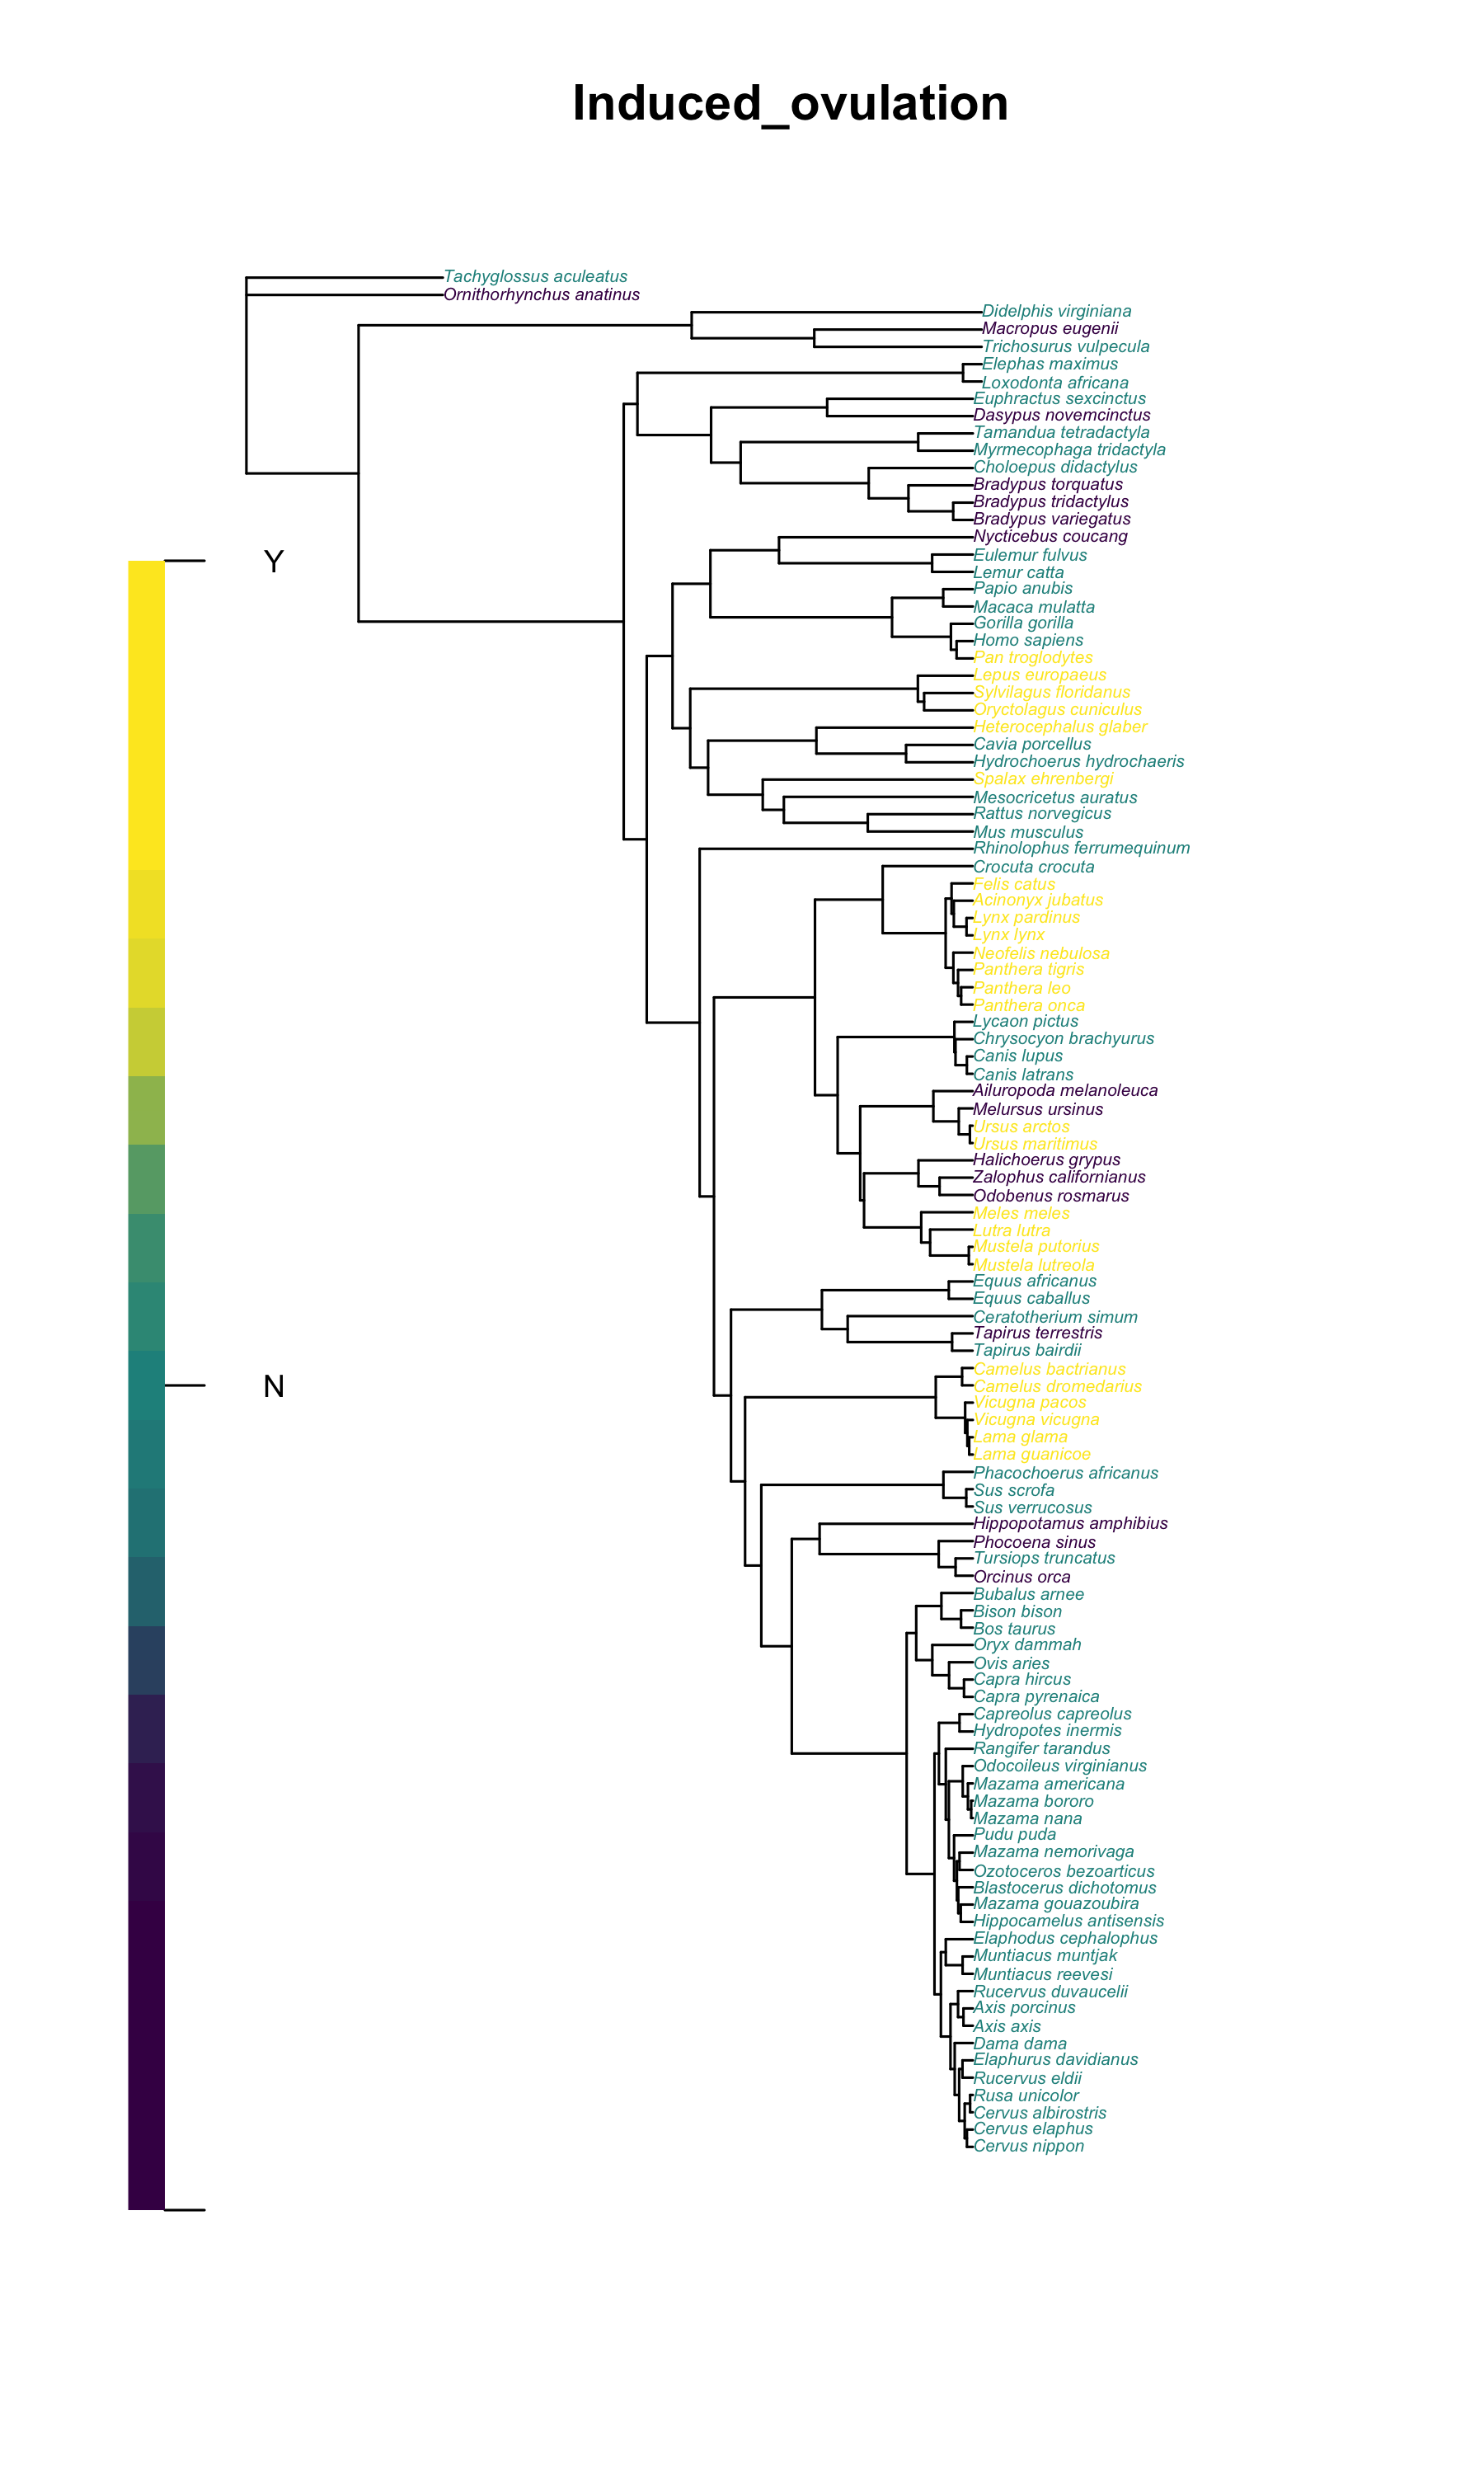 Induced_ovulation
Tachyglossus aculeatus
Ornithorhynchus anatinus
Didelphis virginiana
Macropus eugenii
Trichosurus vulpecula
Elephas maximus
Loxodonta africana
Euphractus sexcinctus
Dasypus novemcinctus
Tamandua tetradactyla
Myrmecophaga tridactyla
Choloepus didactylus
Bradypus torquatus
Bradypus tridactylus
Bradypus variegatus
Nycticebus coucang
Y
Eulemur fulvus
Lemur catta
Papio anubis
Macaca mulatta
Gorilla gorilla
Homo sapiens
Pan troglodytes
Lepus europaeus
Sylvilagus floridanus
Oryctolagus cuniculus
Heterocephalus glaber
Cavia porcellus
Hydrochoerus hydrochaeris
Spalax ehrenbergi
Mesocricetus auratus
Rattus norvegicus
Mus musculus
Rhinolophus ferrumequinum
Crocuta crocuta
Felis catus
Acinonyx jubatus
Lynx pardinus
Lynx lynx
Neofelis nebulosa
Panthera tigris
Panthera leo
Panthera onca
Lycaon pictus
Chrysocyon brachyurus
Canis lupus
Canis latrans
Ailuropoda melanoleuca
Melursus ursinus
Ursus arctos
Ursus maritimus
Halichoerus grypus
Zalophus californianus
Odobenus rosmarus
Meles meles
Lutra lutra
Mustela putorius
Mustela lutreola
Equus africanus
Equus caballus
Ceratotherium simum
Tapirus terrestris
Tapirus bairdii
Camelus bactrianus
N
Camelus dromedarius
Vicugna pacos
Vicugna vicugna
Lama glama
Lama guanicoe
Phacochoerus africanus
Sus scrofa
Sus verrucosus
Hippopotamus amphibius
Phocoena sinus
Tursiops truncatus
Orcinus orca
Bubalus arnee
Bison bison
Bos taurus
Oryx dammah
Ovis aries
Capra hircus
Capra pyrenaica
Capreolus capreolus
Hydropotes inermis
Rangifer tarandus
Odocoileus virginianus
Mazama americana
Mazama bororo
Mazama nana
Pudu puda
Mazama nemorivaga
Ozotoceros bezoarticus
Blastocerus dichotomus
Mazama gouazoubira
Hippocamelus antisensis
Elaphodus cephalophus
Muntiacus muntjak
Muntiacus reevesi
Rucervus duvaucelii
Axis porcinus
Axis axis
Dama dama
Elaphurus davidianus
Rucervus eldii
Rusa unicolor
Cervus albirostris
Cervus elaphus
Cervus nippon